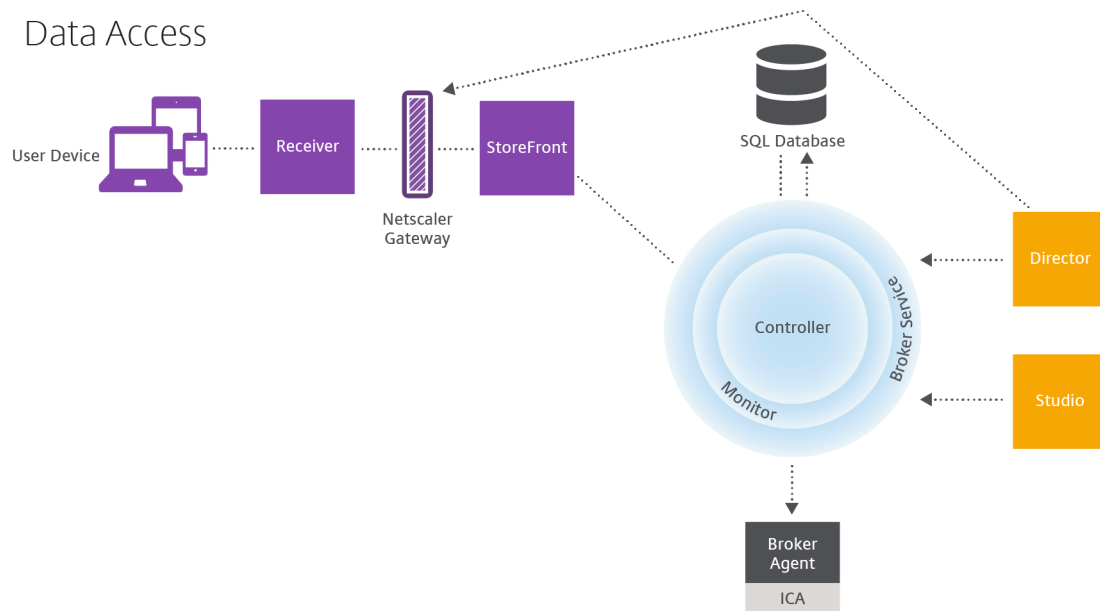 Data Access
User Device
Receiver
Netscaler
Gateway
StoreFront
SQL Database
Controller
Monitor
Broker Service
Director
Studio
Broker
Agent
ICA